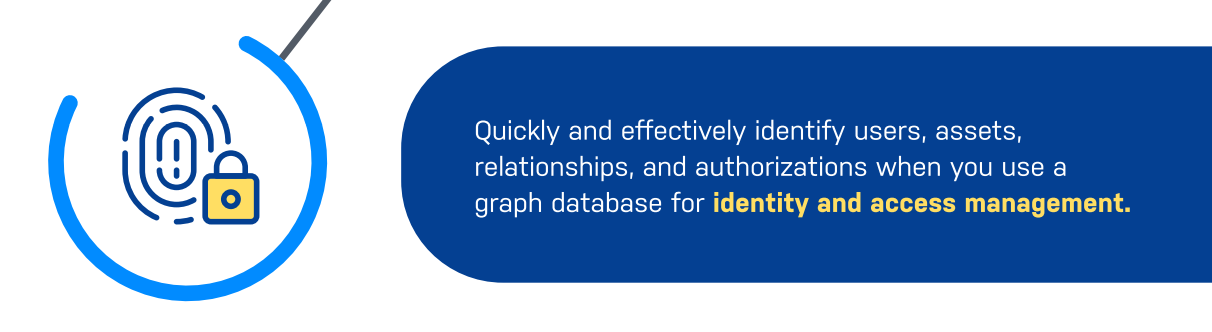 Quickly and effectively identify users, assets,
relationships, and authorizations when you use a
graph database for identity and access management.